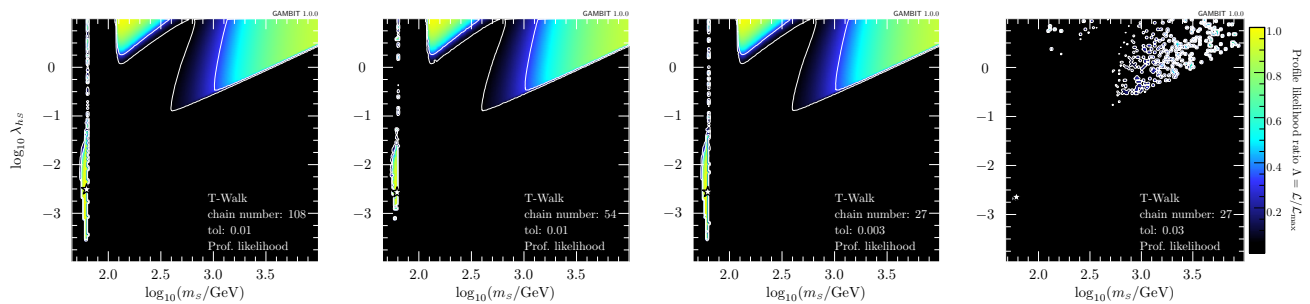 GAMBIT 1.0.0
GAMBIT 1.0.0
GAMBIT 1.0.0
GAMBIT 1.0.0
log₁₀ λₕₛ
0
−1
−2
−3
T-Walk
chain number: 108
tol: 0.01
Prof. likelihood
2.0 2.5 3.0 3.5
log₁₀(mₛ/GeV)
0
−1
−2
−3
T-Walk
chain number: 54
tol: 0.01
Prof. likelihood
2.0 2.5 3.0 3.5
log₁₀(mₛ/GeV)
0
−1
−2
−3
T-Walk
chain number: 27
tol: 0.003
Prof. likelihood
2.0 2.5 3.0 3.5
log₁₀(mₛ/GeV)
0
−1
−2
−3
T-Walk
chain number: 27
tol: 0.03
Prof. likelihood
2.0 2.5 3.0 3.5
log₁₀(mₛ/GeV)
1.0
0.8
0.6
0.4
0.2
Profile likelihood ratio Λ = ℒ/ℒmax